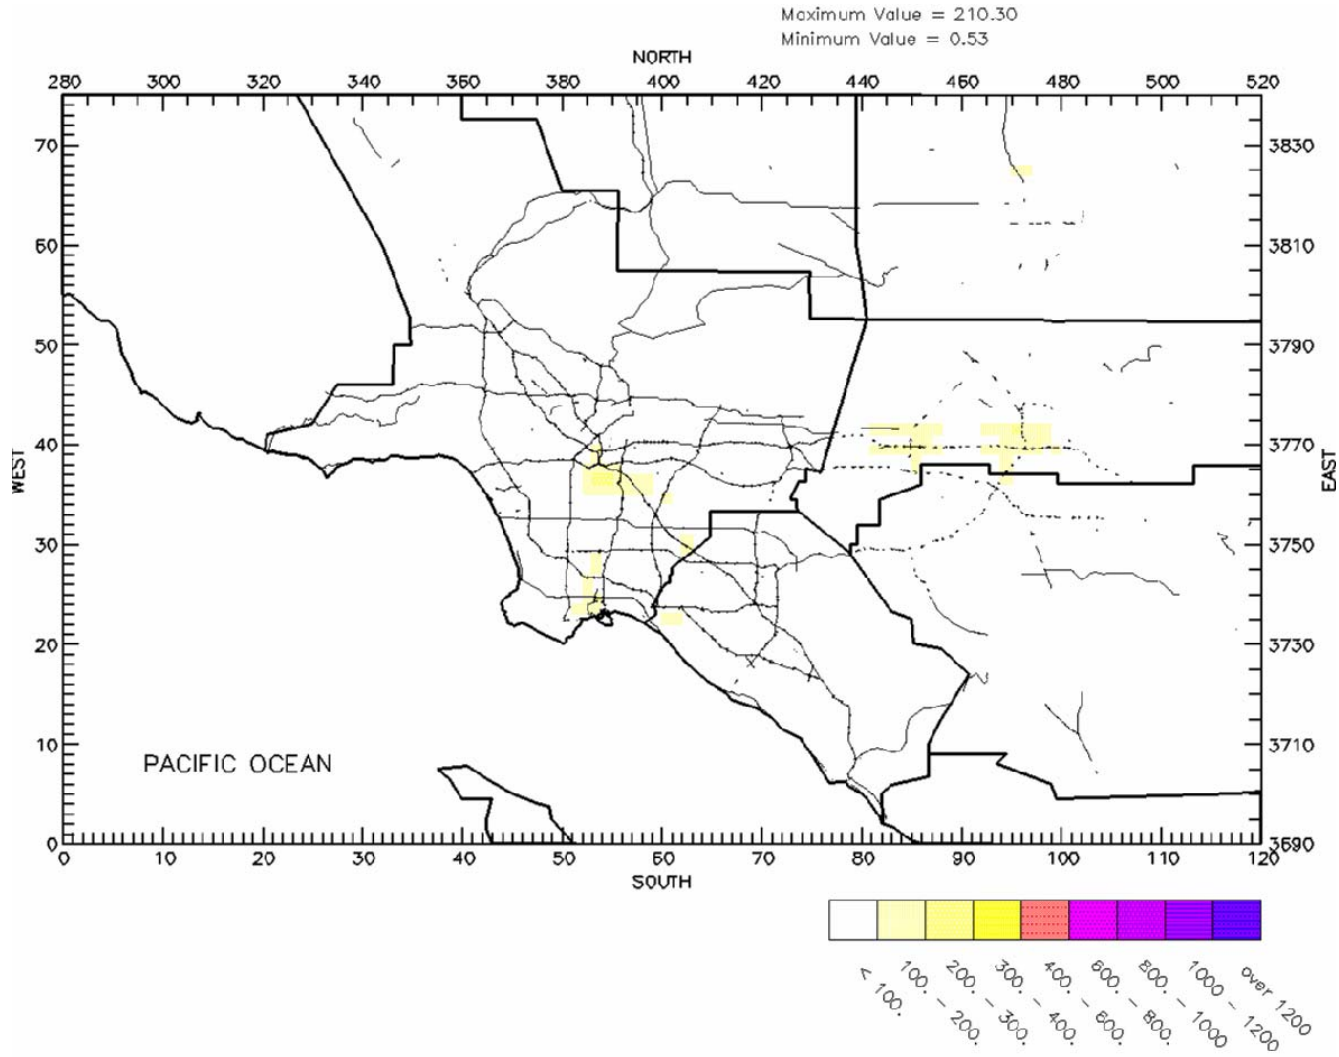 Maximum Value = 210.30
Minimum Value = 0.53
NORTH
280 300 320 340 360 380 400 420 440 460 480 500 520
70 3830
60 3810
50 3790
40 3770
WEST
EAST
30 3750
20 3730
10 3710
PACIFIC OCEAN
0 3690
0 10 20 30 40 50 60 70 80 90 100 110 120
SOUTH
< 100.
100. - 200.
200. - 300.
300. - 400.
400. - 600.
600. - 800.
800. - 1000
1000 - 1200
over 1200